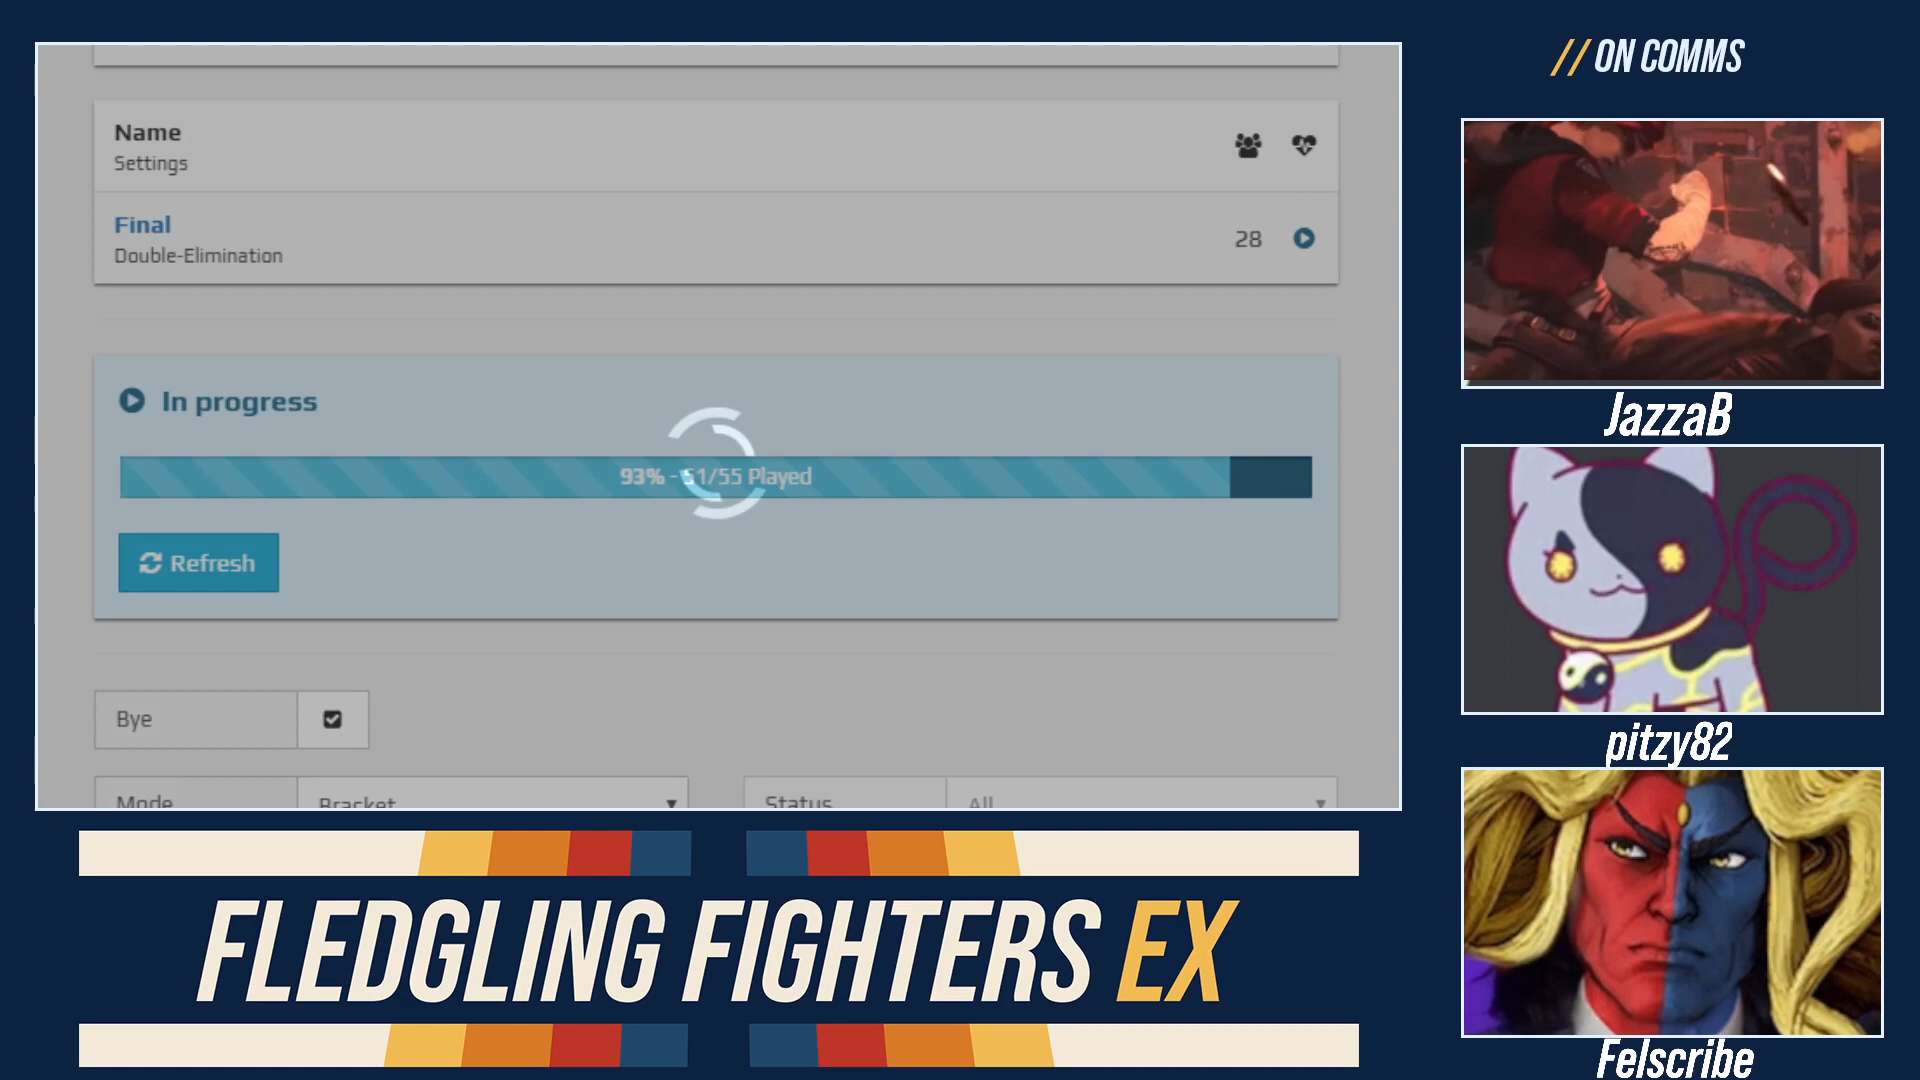 // ON COMMS
Name
Settings
Final
Double-Elimination
28
In progress
93% - 51/55 Played
Refresh
Bye
Mode
Bracket
Status
All
JazzaB
pitzy82
Felscribe
FLEDGLING FIGHTERS EX